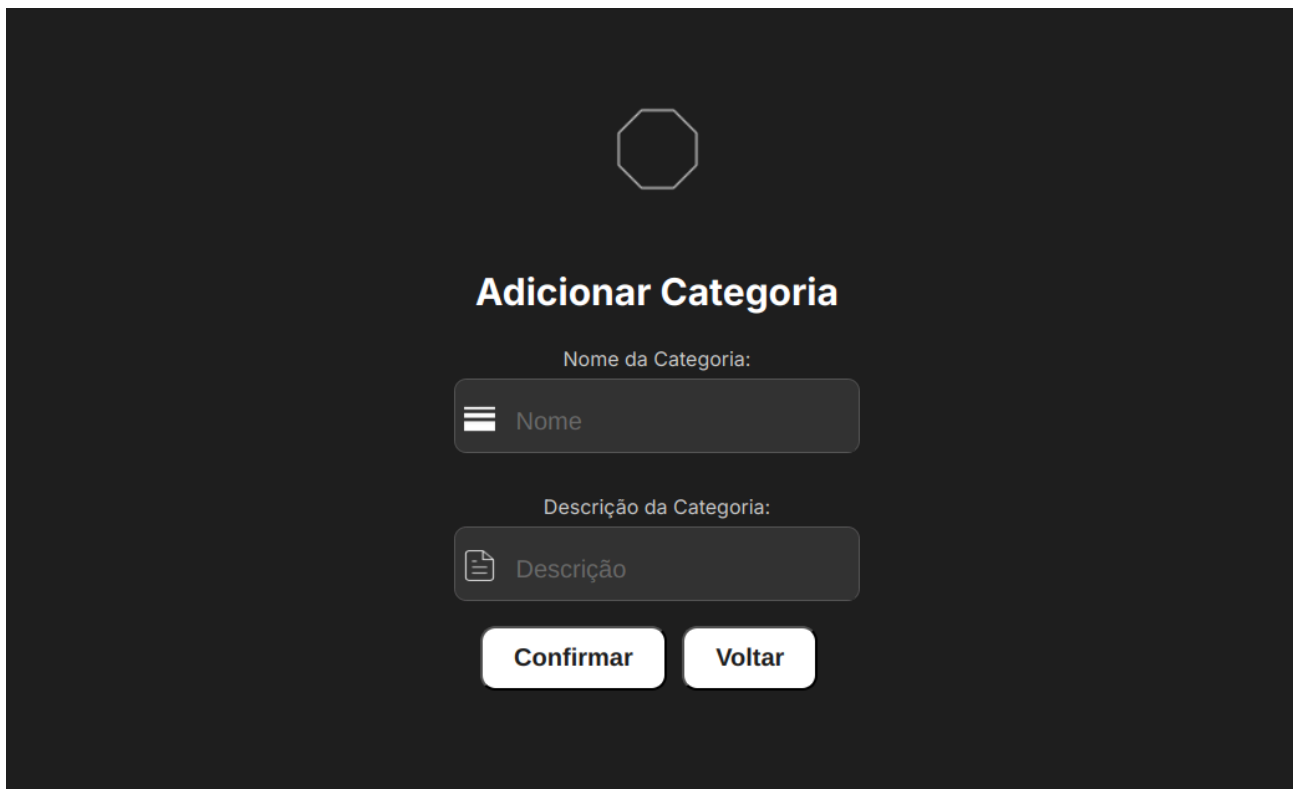 Adicionar Categoria
Nome da Categoria:
Nome
Descrição da Categoria:
Descrição
Confirmar Voltar